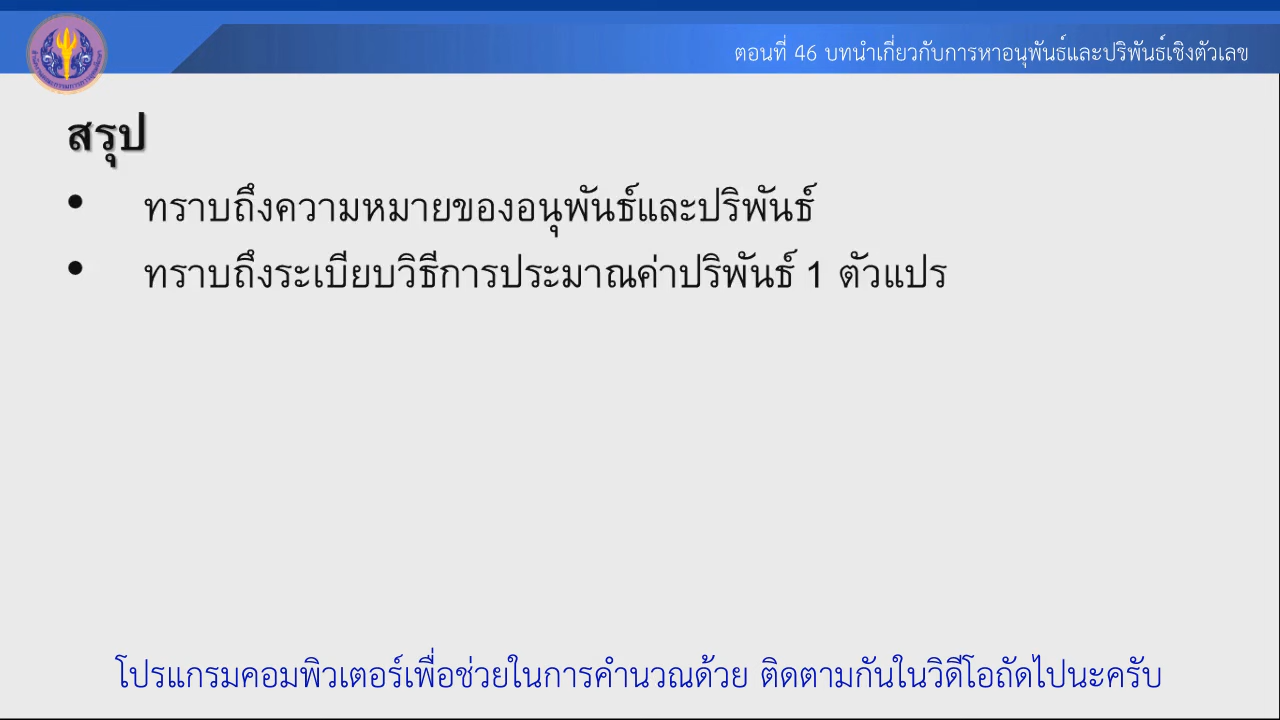 ตอนที่ 46 บทนำเกี่ยวกับการหาอนุพันธ์และปริพันธ์เชิงตัวเลข
สรุป
• ทราบถึงความหมายของอนุพันธ์และปริพันธ์
• ทราบถึงระเบียบวิธีการประมาณค่าปริพันธ์ 1 ตัวแปร
โปรแกรมคอมพิวเตอร์เพื่อช่วยในการคำนวณด้วย ติดตามกันในวิดีโอถัดไปนะครับ